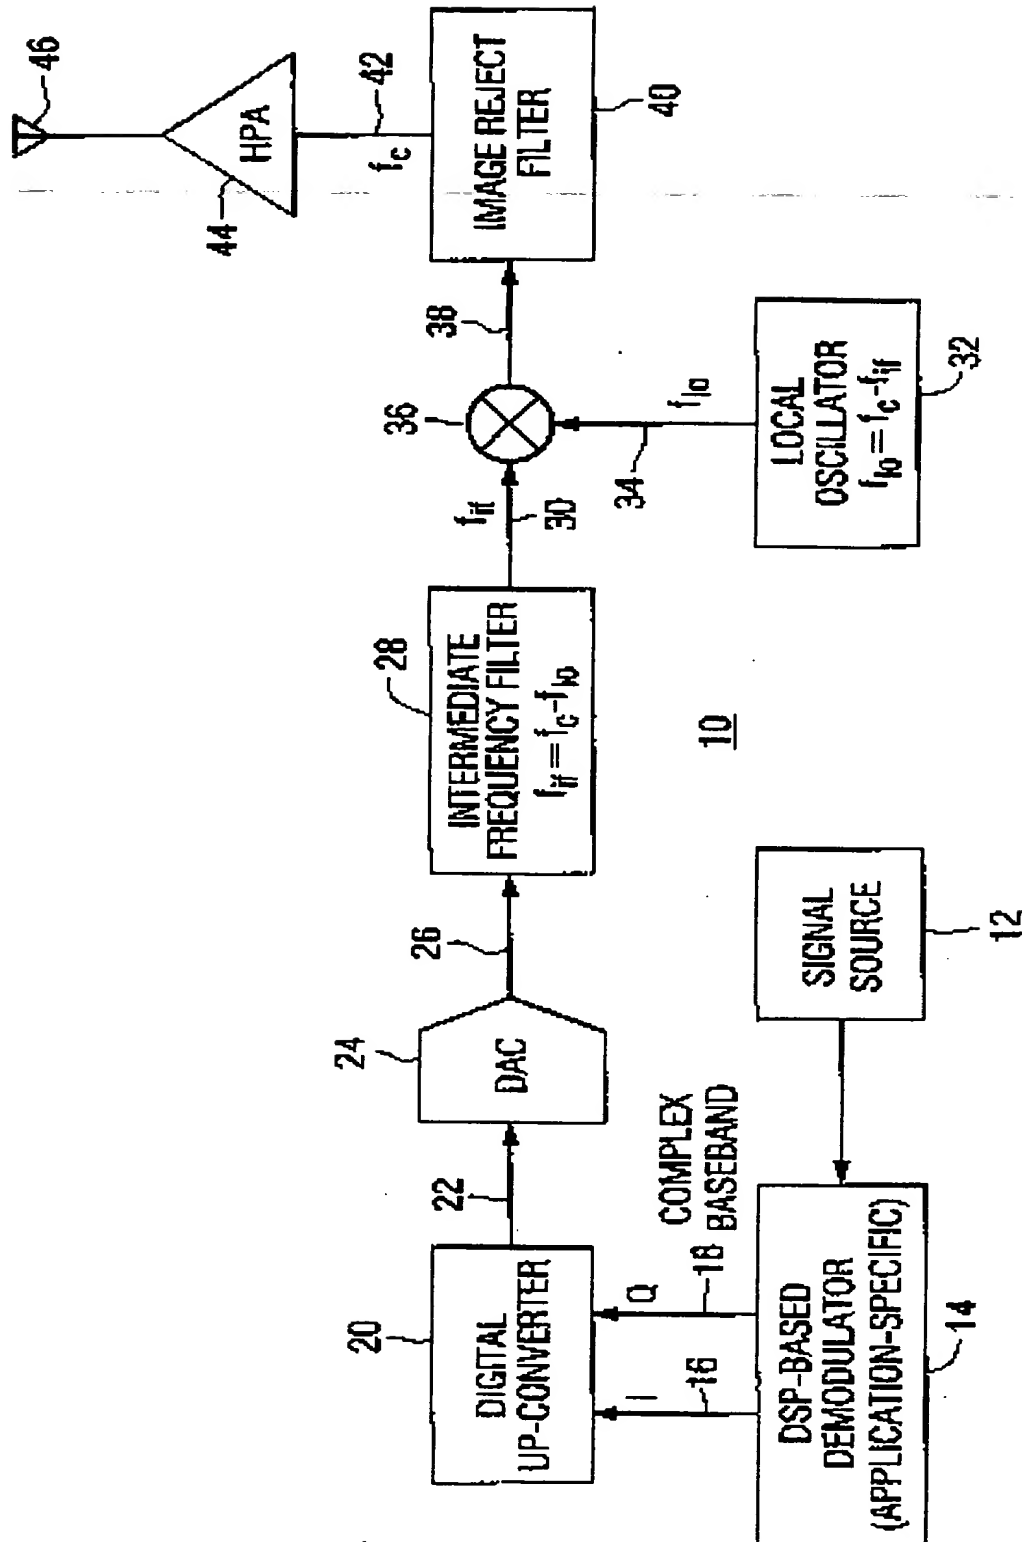 46
HPA
44
f_c
42
IMAGE REJECT
FILTER
40
38
36
f_lo
34
LOCAL
OSCILLATOR
f_lo = f_c-f_if
32
f_if
30
28
INTERMEDIATE
FREQUENCY FILTER
f_if = f_c-f_lo
10
26
24
DAC
SIGNAL
SOURCE
12
22
COMPLEX
BASEBAND
20
DIGITAL
UP-CONVERTER
Q
18
I
16
DSP-BASED
DEMODULATOR
(APPLICATION-SPECIFIC)
14